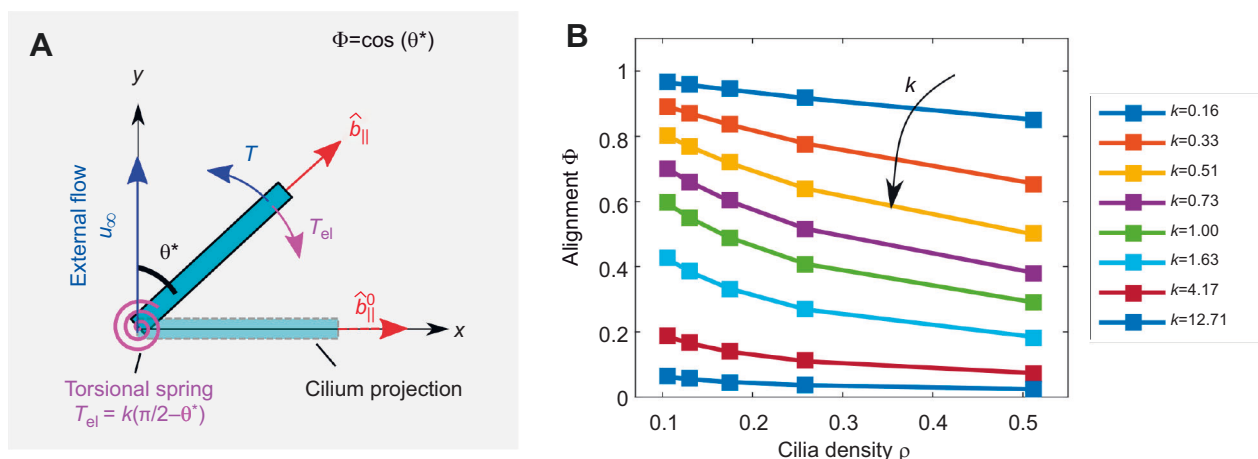 A
Φ=cos (θ*)
y
External flow
u∞
T
b̂||
Tel
θ*
b̂0||
x
Torsional spring
Tel = k(π/2–θ*)
Cilium projection
B
Alignment Φ
1
0.8
0.6
0.4
0.2
0
k
0.1
0.2
0.3
0.4
0.5
Cilia density ρ
k=0.16
k=0.33
k=0.51
k=0.73
k=1.00
k=1.63
k=4.17
k=12.71